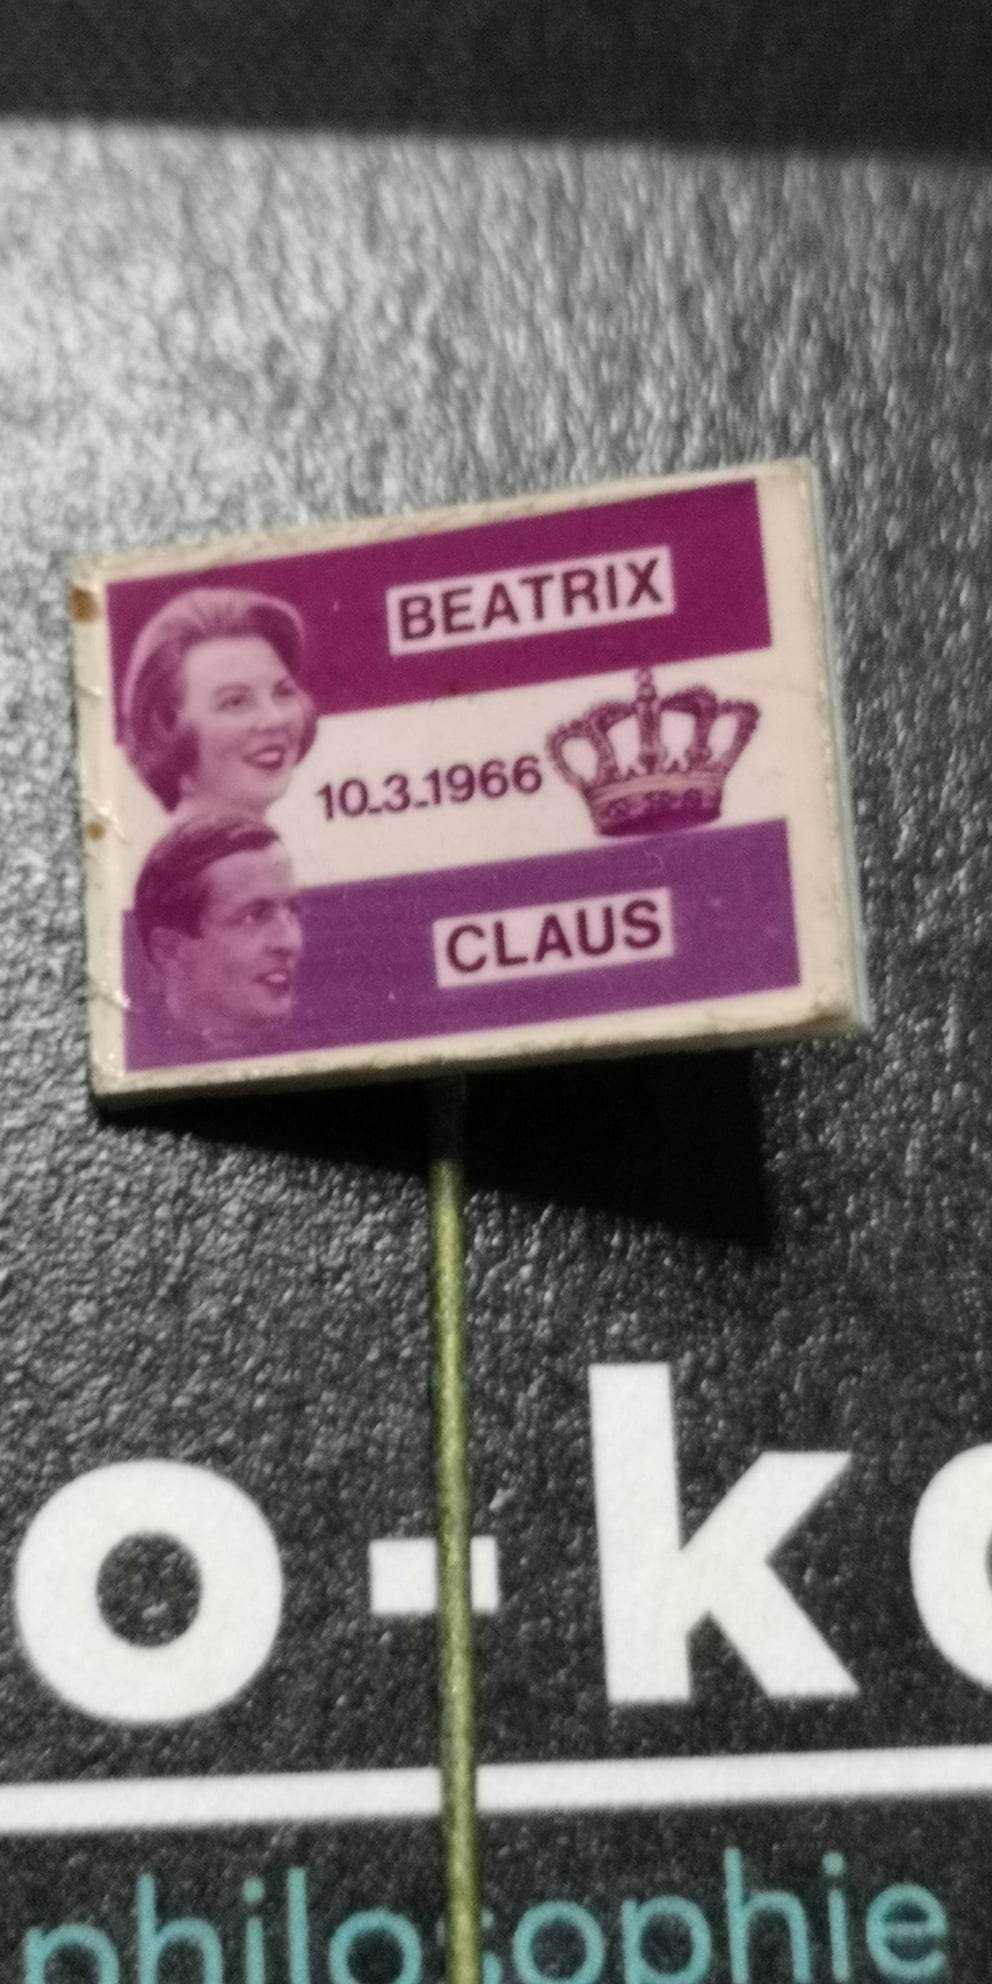 BEATRIX
10.3.1966
CLAUS
o-k
philosophie